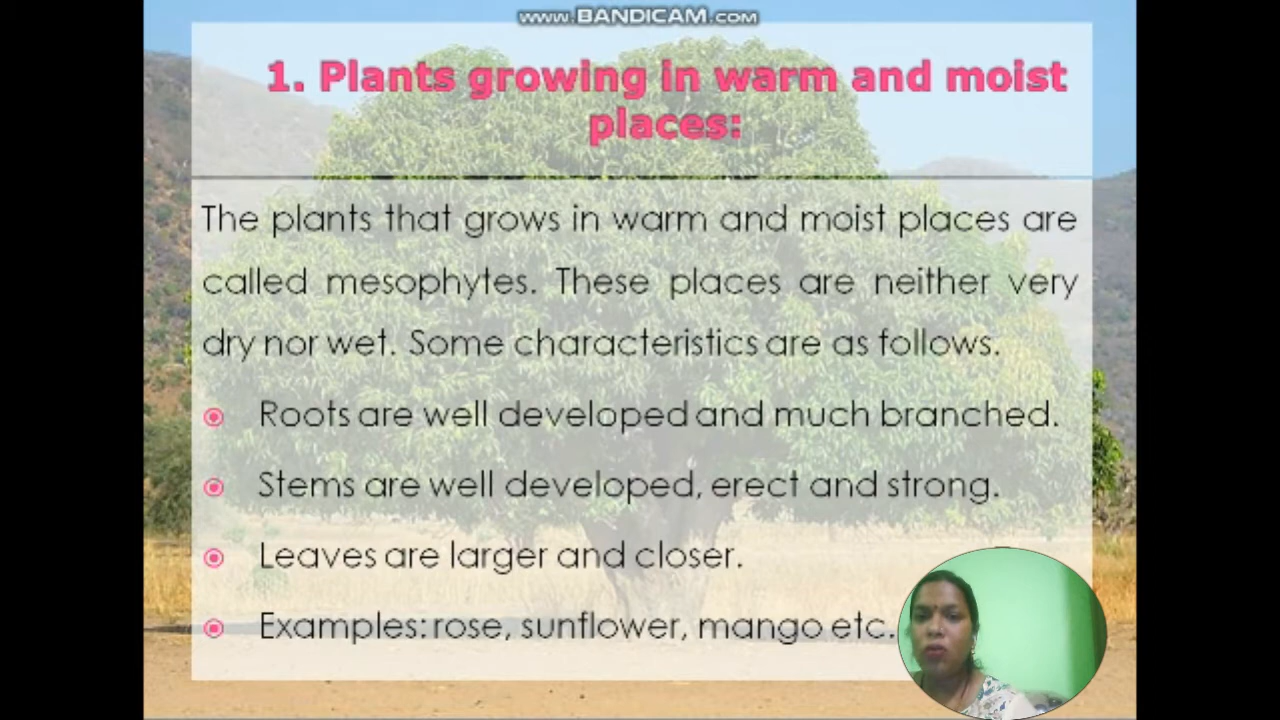 www.BANDICAM.com
1. Plants growing in warm and moist
places:
The plants that grows in warm and moist places are
called mesophytes. These places are neither very
dry nor wet. Some characteristics are as follows.
Roots are well developed and much branched.
Stems are well developed, erect and strong.
Leaves are larger and closer.
Examples: rose, sunflower, mango etc.